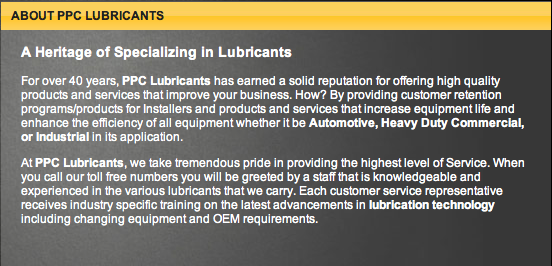 ABOUT PPC LUBRICANTS
A Heritage of Specializing in Lubricants
For over 40 years, PPC Lubricants has earned a solid reputation for offering high quality
products and services that improve your business. How? By providing customer retention
programs/products for Installers and products and services that increase equipment life and
enhance the efficiency of all equipment whether it be Automotive, Heavy Duty Commercial,
or Industrial in its application.
At PPC Lubricants, we take tremendous pride in providing the highest level of Service. When
you call our toll free numbers you will be greeted by a staff that is knowledgeable and
experienced in the various lubricants that we carry. Each customer service representative
receives industry specific training on the latest advancements in lubrication technology
including changing equipment and OEM requirements.